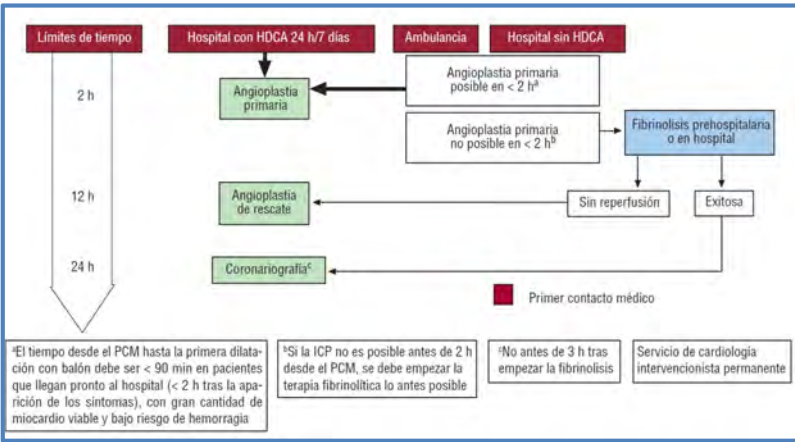 Límites de tiempo
Hospital con HDCA 24 h/7 días
Ambulancia
Hospital sin HDCA
2 h
Angioplastia
primaria
Angioplastia primaria
posible en < 2 hª
Angioplastia primaria
no posible en < 2 hᵇ
Fibrinolisis prehospitalaria
o en hospital
12 h
Angioplastia
de rescate
Sin reperfusión
Exitosa
24 h
Coronariografíaᶜ
Primer contacto médico
ªEl tiempo desde el PCM hasta la primera dilata-
ción con balón debe ser < 90 min en pacientes
que llegan pronto al hospital (< 2 h tras la apa-
rición de los síntomas), con gran cantidad de
miocardio viable y bajo riesgo de hemorragia
ᵇSi la ICP no es posible antes de 2 h
desde el PCM, se debe empezar la
terapia fibrinolítica lo antes posible
ᶜNo antes de 3 h tras
empezar la fibrinolisis
Servicio de cardiología
intervencionista permanente